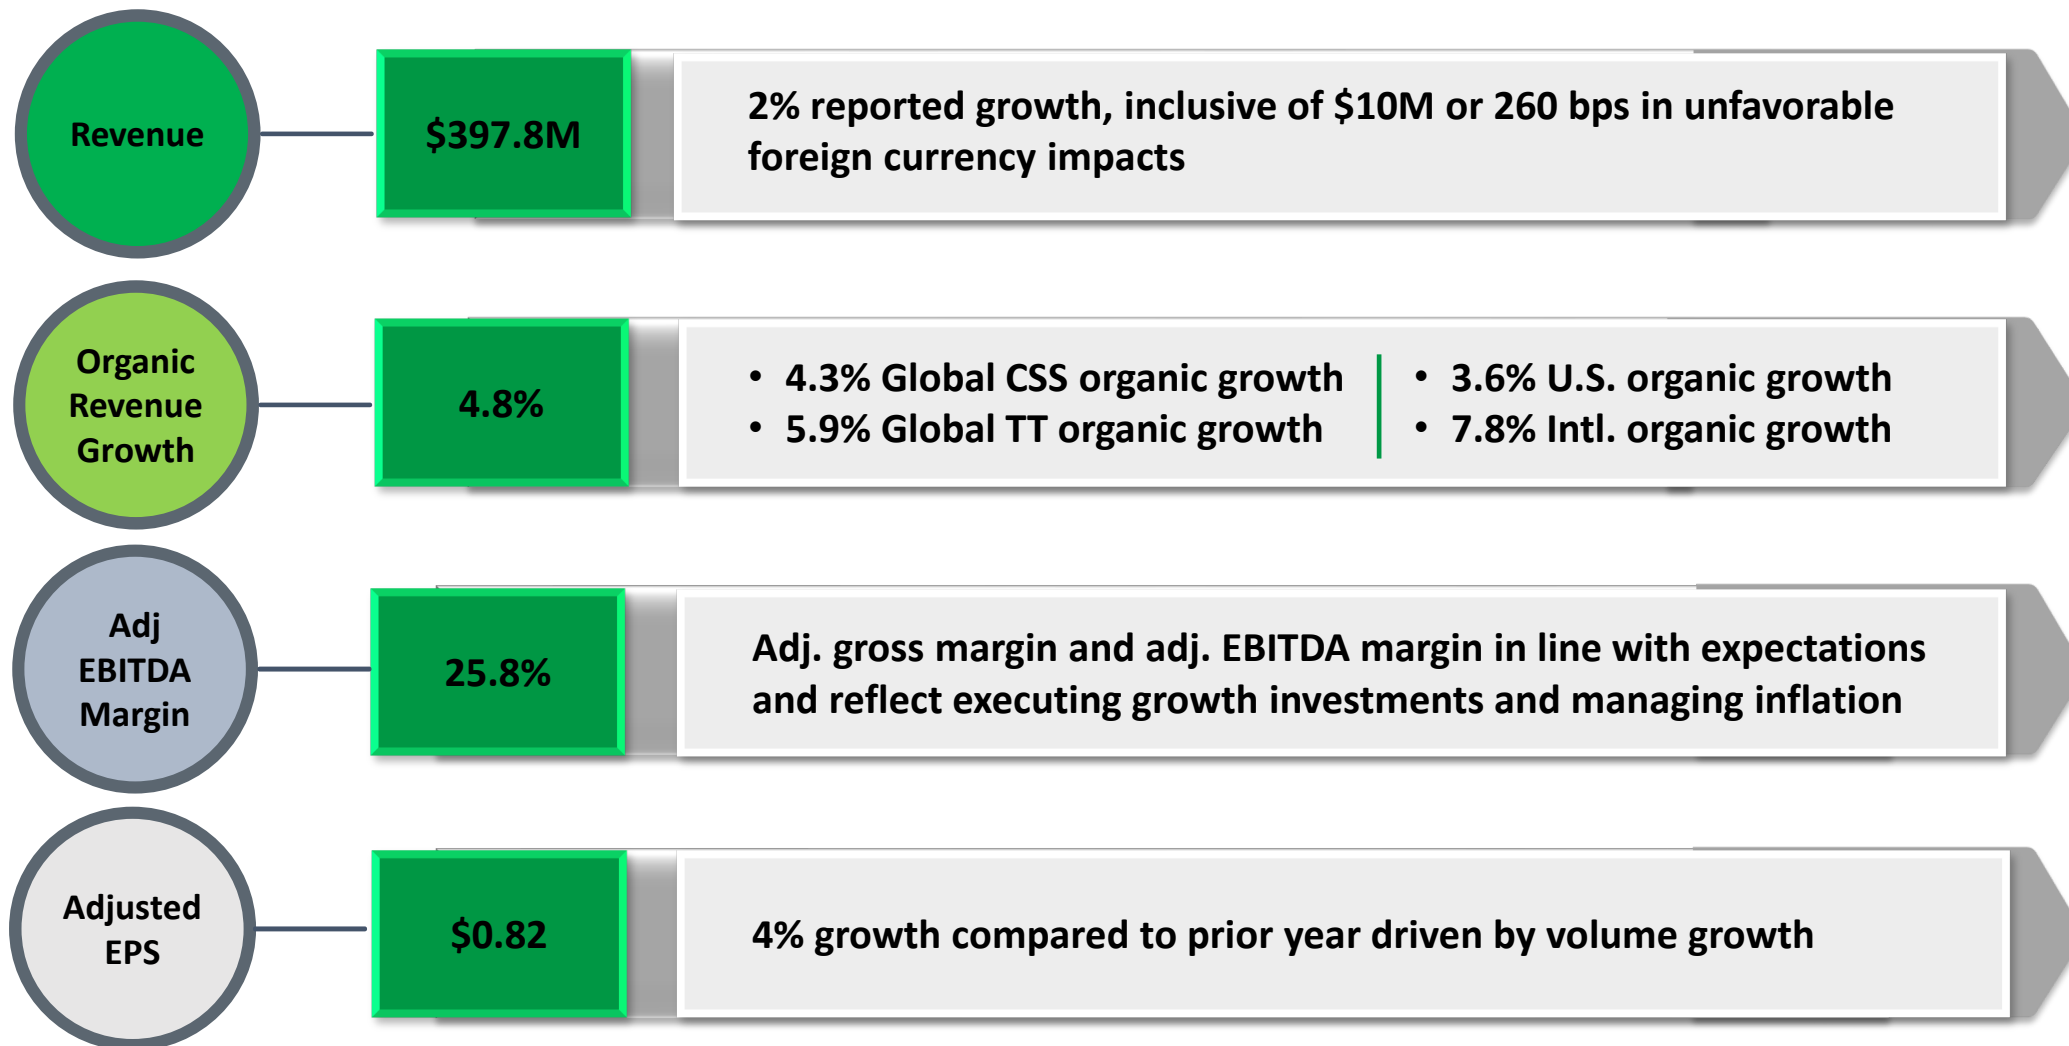 Revenue
$397.8M
2% reported growth, inclusive of $10M or 260 bps in unfavorable
foreign currency impacts
Organic
Revenue
Growth
4.8%
• 4.3% Global CSS organic growth
• 5.9% Global TT organic growth
• 3.6% U.S. organic growth
• 7.8% Intl. organic growth
Adj
EBITDA
Margin
25.8%
Adj. gross margin and adj. EBITDA margin in line with expectations
and reflect executing growth investments and managing inflation
Adjusted
EPS
$0.82
4% growth compared to prior year driven by volume growth